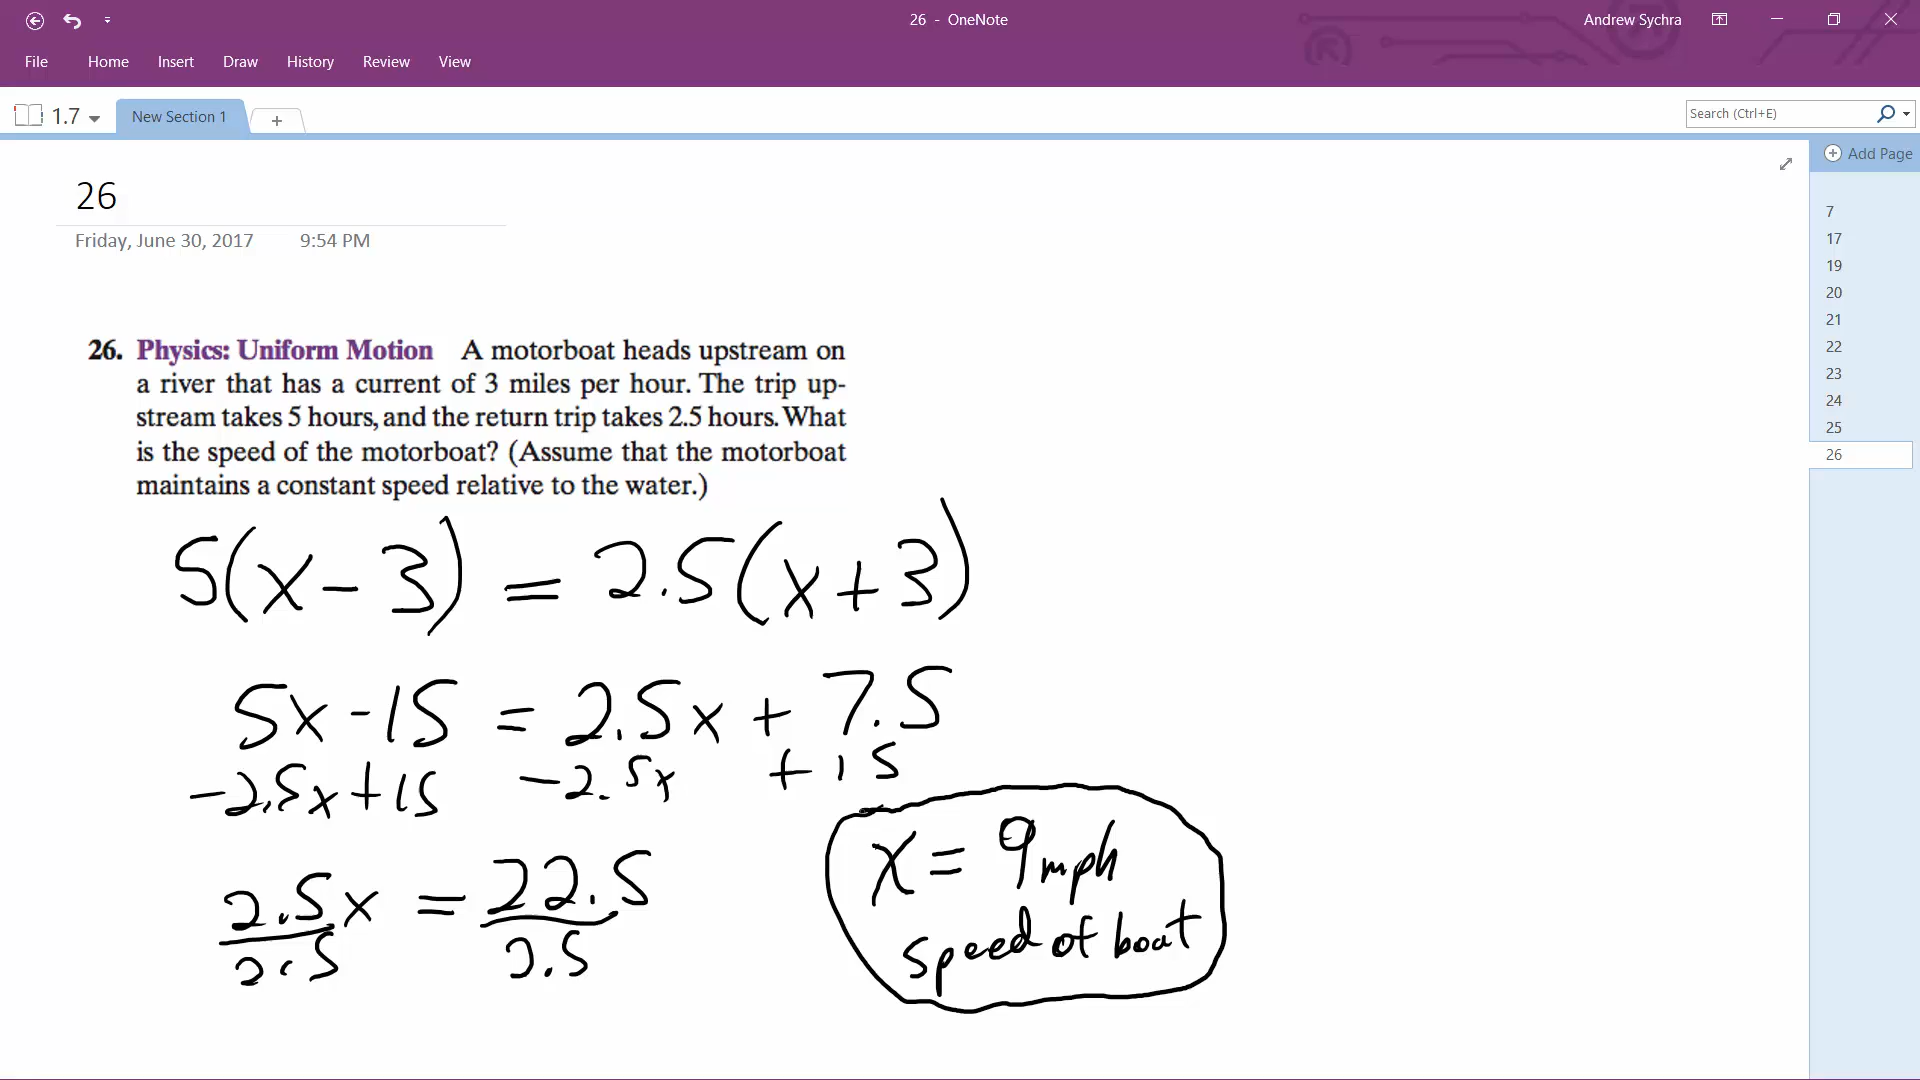 26 - OneNote
Andrew Sychra
File Home Insert Draw History Review View
1.7
New Section 1
+
Search (Ctrl+E)
Add Page
26
Friday, June 30, 2017 9:54 PM
7
17
19
20
21
22
23
24
25
26
26. Physics: Uniform Motion A motorboat heads upstream on
a river that has a current of 3 miles per hour. The trip up-
stream takes 5 hours, and the return trip takes 2.5 hours. What
is the speed of the motorboat? (Assume that the motorboat
maintains a constant speed relative to the water.)
5(x-3) = 2.5(x+3)
5x-15 = 2.5x + 7.5
-2.5x+15 -2.5x +15
2.5x = 22.5
2.5 2.5
x = 9mph
speed of boat